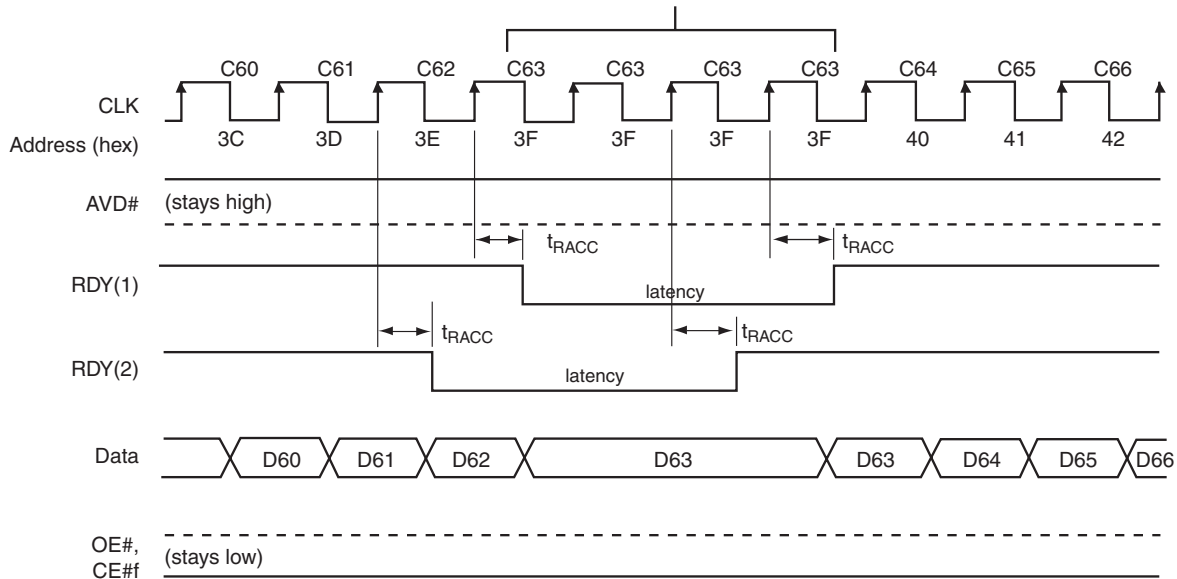 C60 C61 C62 C63 C63 C63 C63 C64 C65 C66
CLK
Address (hex) 3C 3D 3E 3F 3F 3F 3F 40 41 42
AVD# (stays high)
tRACC tRACC
RDY(1) latency
tRACC tRACC
RDY(2) latency
Data D60 D61 D62 D63 D63 D64 D65 D66
OE#,
CE#f
(stays low)